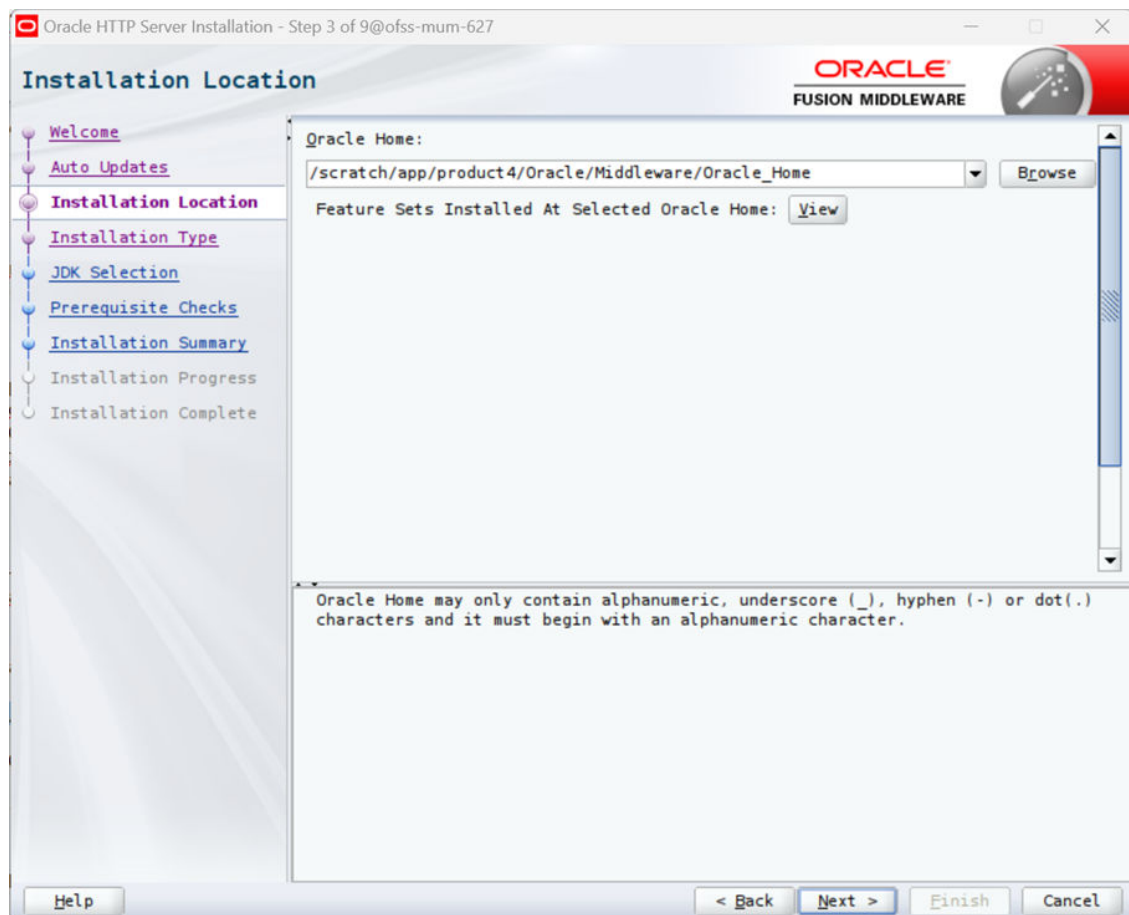 Oracle HTTP Server Installation - Step 3 of 9@ofss-mum-627
Installation Location
ORACLE
FUSION MIDDLEWARE
Welcome
Auto Updates
Installation Location
Installation Type
JDK Selection
Prerequisite Checks
Installation Summary
Installation Progress
Installation Complete
Oracle Home:
/scratch/app/product4/Oracle/Middleware/Oracle_Home
Browse
Feature Sets Installed At Selected Oracle Home: View
Oracle Home may only contain alphanumeric, underscore (_), hyphen (-) or dot(.)
characters and it must begin with an alphanumeric character.
Help
< Back
Next >
Finish
Cancel